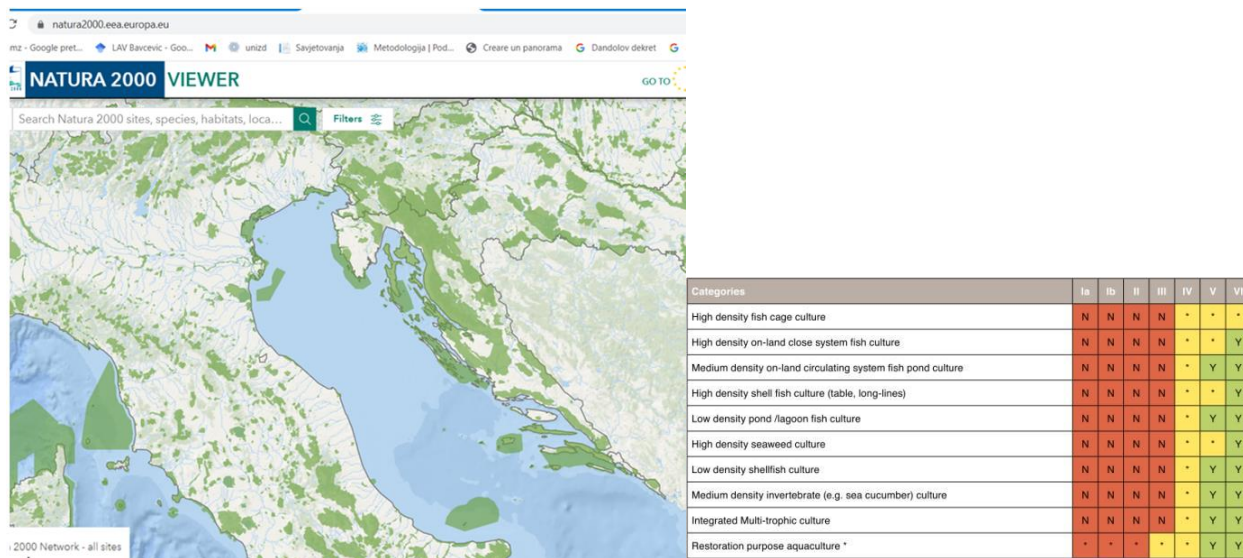 natura2000.eea.europa.eu
mz - Google pret... LAV Bavcevic - Goo... unizd Savjetovanja Metodologija | Pod... Creare un panorama Dandolov dekret
NATURA 2000 VIEWER
GO TO
Search Natura 2000 sites, species, habitats, loca... Filters
2000 Network - all sites
Categories Ia Ib II III IV V VI
High density fish cage culture N N N N * * *
High density on-land close system fish culture N N N N * * Y
Medium density on-land circulating system fish pond culture N N N N * Y Y
High density shell fish culture (table, long-lines) N N N N * * Y
Low density pond /lagoon fish culture N N N N * Y Y
High density seaweed culture N N N N * * Y
Low density shellfish culture N N N N * Y Y
Medium density invertebrate (e.g. sea cucumber) culture N N N N * Y Y
Integrated Multi-trophic culture N N N N * Y Y
Restoration purpose aquaculture * * * * * * Y Y